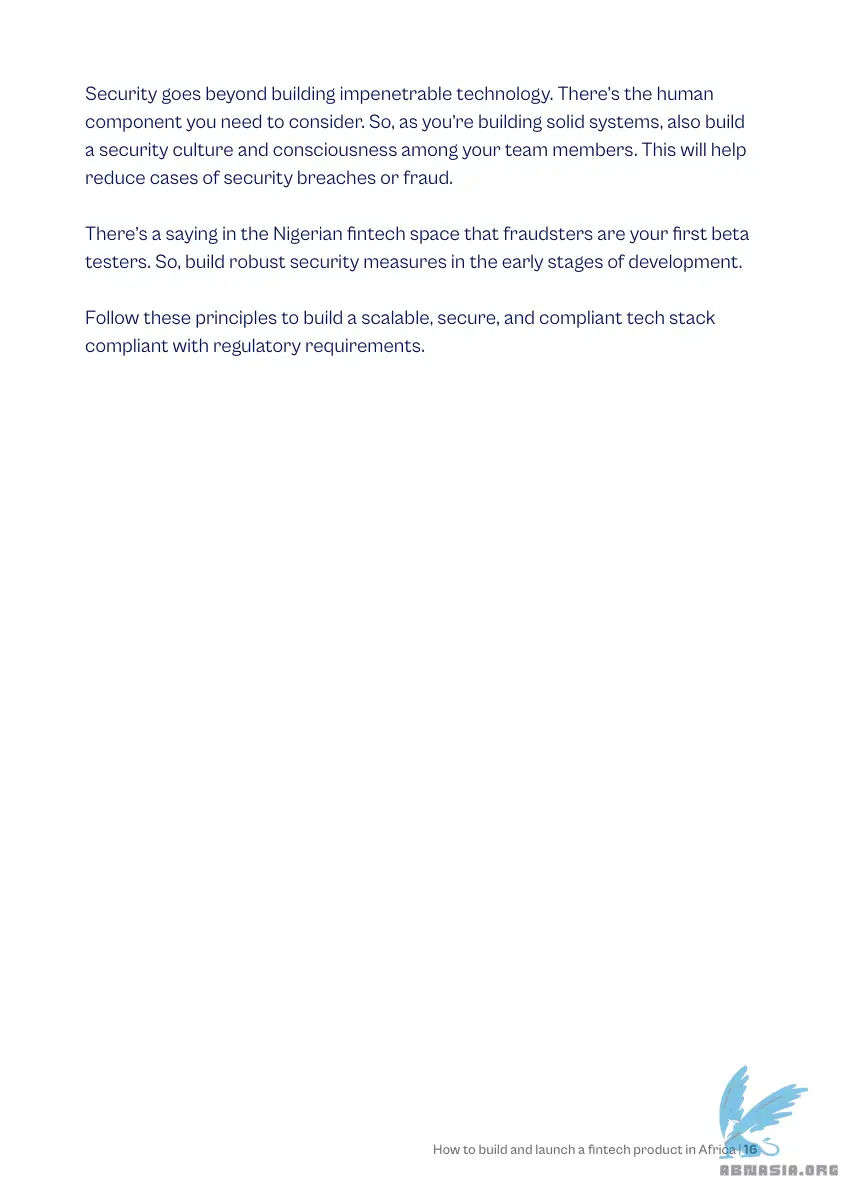 Security goes beyond building impenetrable technology. There's the human
component you need to consider. So, as you're building solid systems, also build
a security culture and consciousness among your team members. This will help
reduce cases of security breaches or fraud.
There's a saying in the Nigerian fintech space that fraudsters are your first beta
testers. So, build robust security measures in the early stages of development.
Follow these principles to build a scalable, secure, and compliant tech stack
compliant with regulatory requirements.
How to build and launch a fintech product in Africa | 16
ABNASIA.ORG